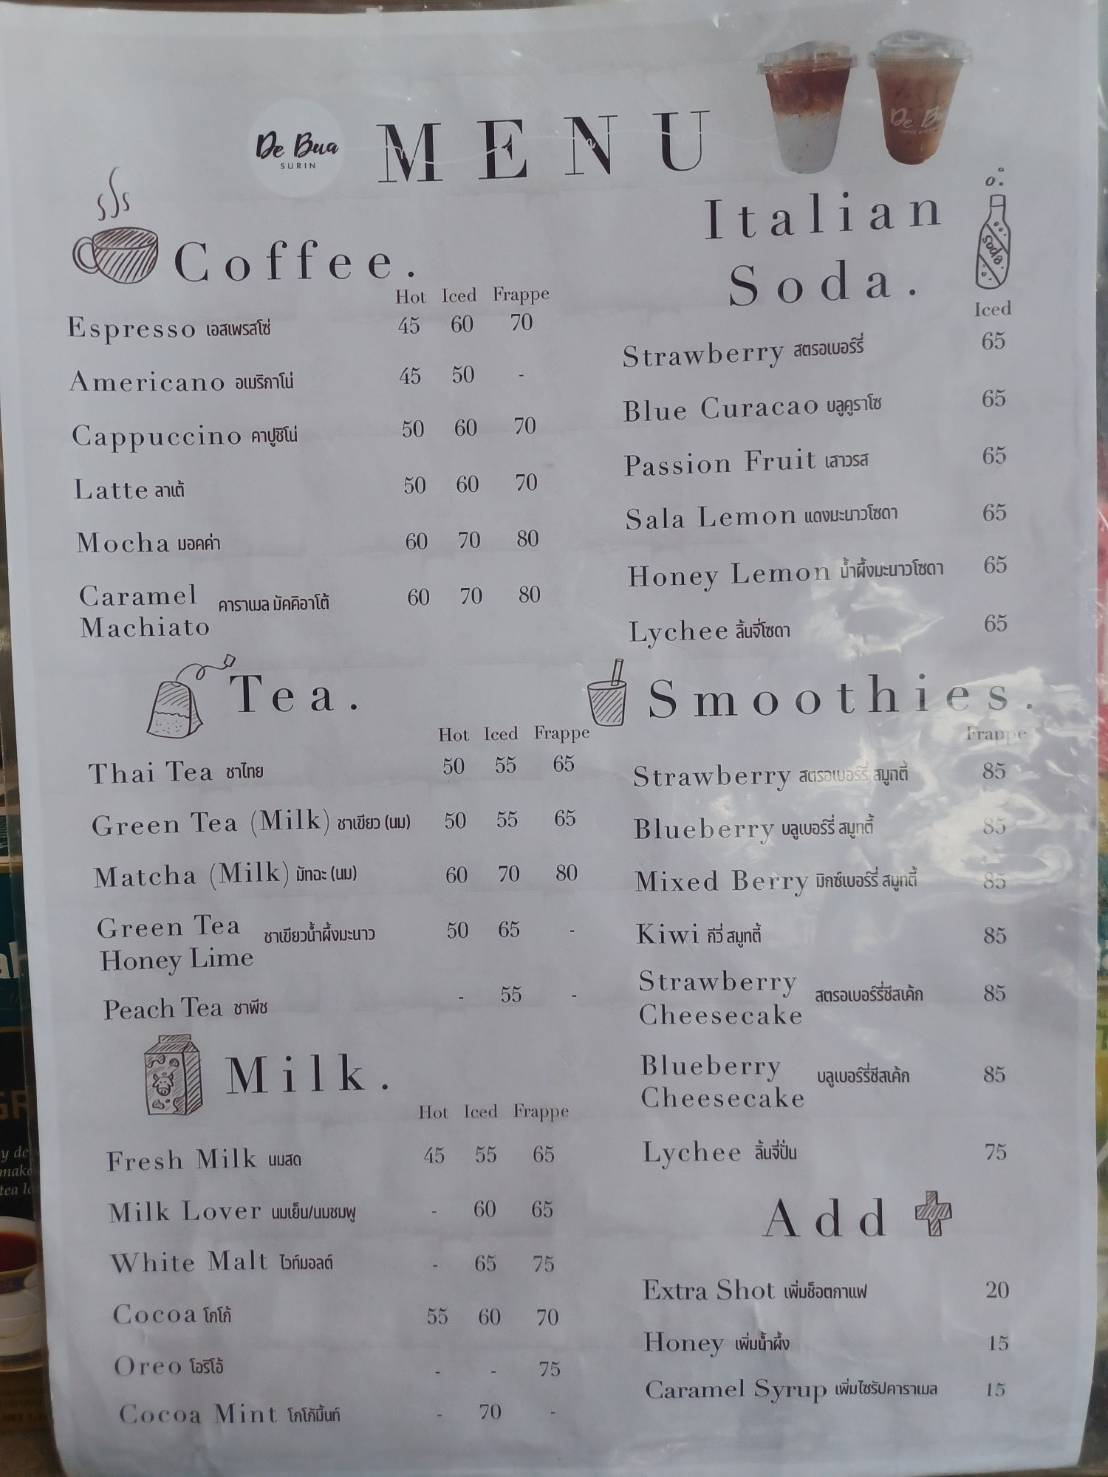 De Bua
SURIN
MENU
Coffee.
Hot Iced Frappe
Espresso เอสเพรสโซ่ 45 60 70
Americano อเมริกาโน่ 45 50 -
Cappuccino คาปูชิโน่ 50 60 70
Latte ลาเต้ 50 60 70
Mocha มอคค่า 60 70 80
Caramel Machiato คาราเมล มัคคิอาโต้ 60 70 80
Tea.
Hot Iced Frappe
Thai Tea ชาไทย 50 55 65
Green Tea (Milk) ชาเขียว (นม) 50 55 65
Matcha (Milk) มัทฉะ (นม) 60 70 80
Green Tea Honey Lime ชาเขียวน้ำผึ้งมะนาว 50 65 -
Peach Tea ชาพีช - 55 -
Milk.
Hot Iced Frappe
Fresh Milk นมสด 45 55 65
Milk Lover นมเย็น/นมชมพู - 60 65
White Malt ไวท์มอลต์ - 65 75
Cocoa โกโก้ 55 60 70
Oreo โอริโอ้ - - 75
Cocoa Mint โกโก้มิ้นท์ - 70 -
Italian Soda.
soda.
Iced
Strawberry สตรอเบอร์รี่ 65
Blue Curacao บลูคูราโซ 65
Passion Fruit เสาวรส 65
Sala Lemon แดงมะนาวโซดา 65
Honey Lemon น้ำผึ้งมะนาวโซดา 65
Lychee ลิ้นจี่โซดา 65
Smoothies.
Frappe
Strawberry สตรอเบอร์รี่ สมูทตี้ 85
Blueberry บลูเบอร์รี่ สมูทตี้ 85
Mixed Berry มิกซ์เบอร์รี่ สมูทตี้ 85
Kiwi กีวี่ สมูทตี้ 85
Strawberry Cheesecake สตรอเบอร์รี่ชีสเค้ก 85
Blueberry Cheesecake บลูเบอร์รี่ชีสเค้ก 85
Lychee ลิ้นจี่ปั่น 75
Add
Extra Shot เพิ่มช็อตกาแฟ 20
Honey เพิ่มน้ำผึ้ง 15
Caramel Syrup เพิ่มไซรัปคาราเมล 15